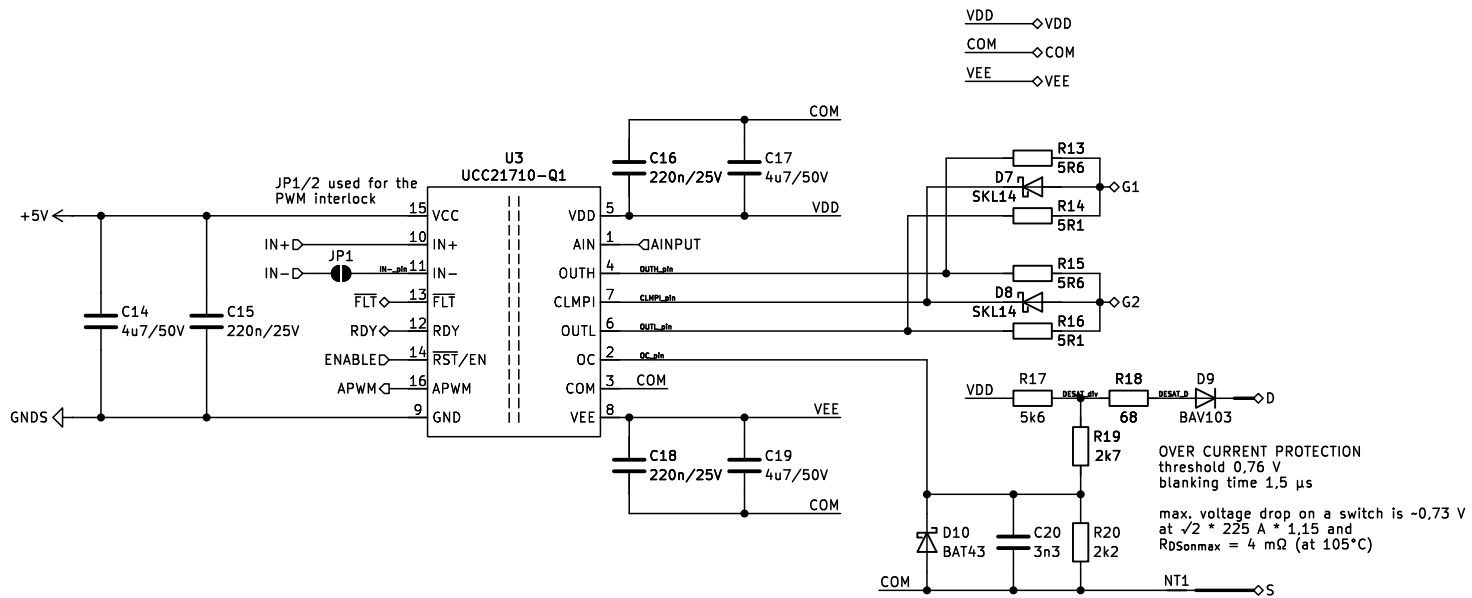 VDD VDD
COM COM
VEE VEE
COM
U3
UCC21710-Q1
C16
220n/25V
C17
4u7/50V
JP1/2 used for the
PWM interlock
R13
5R6
D7
SKL14
G1
R14
5R1
+5V
15 VCC
VDD 5
VDD
IN+ 10 IN+
AIN 1 AINPUT
JP1
IN- IN-_pin 11 IN-
OUTH 4 OUTH_pin
R15
5R6
FLT 13 FLT
CLMPI 7 CLMPI_pin
D8
SKL14
G2
RDY 12 RDY
OUTL 6 OUTL_pin
R16
5R1
C14
4u7/50V
C15
220n/25V
ENABLE 14 RST/EN
OC 2 OC_pin
APWM 16 APWM
COM 3 COM
GNDS 9 GND
VEE 8 VEE
VDD R17
5k6
DESAT_div
R18
68
DESAT_D
D9
BAV103
D
R19
2k7
C18
220n/25V
C19
4u7/50V
COM
OVER CURRENT PROTECTION
threshold 0,76 V
blanking time 1,5 µs
max. voltage drop on a switch is ~0,73 V
at √2 * 225 A * 1,15 and
RDSonmax = 4 mΩ (at 105°C)
D10
BAT43
C20
3n3
R20
2k2
COM NT1 S